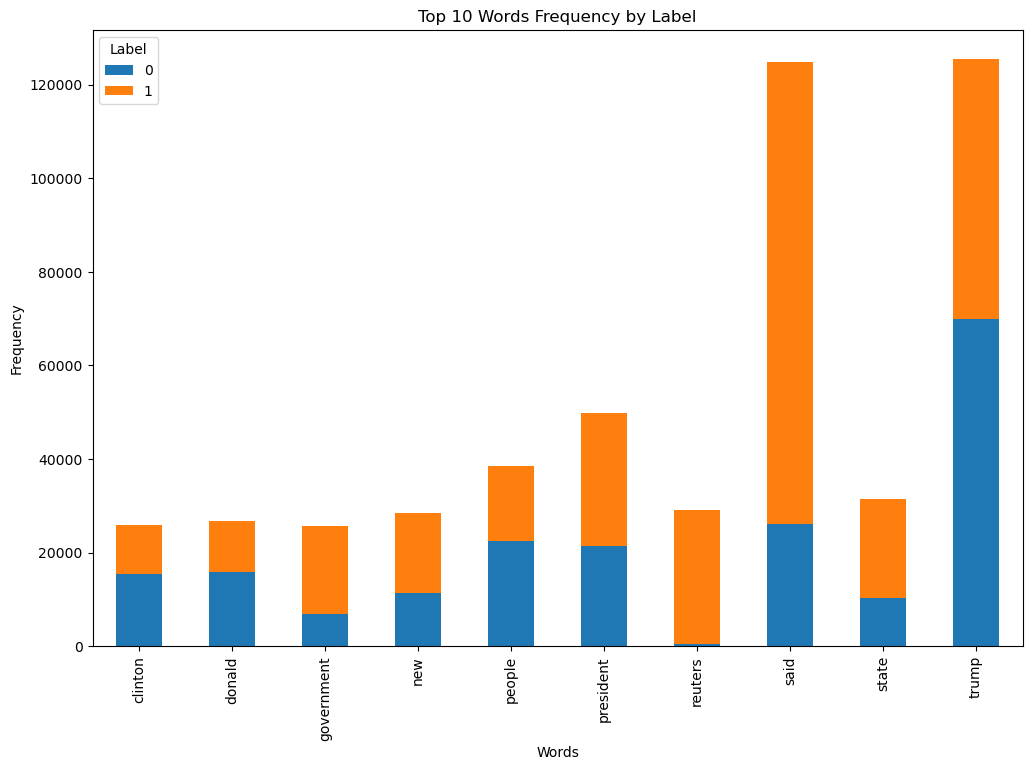 Top 10 Words Frequency by Label
Label
0
1
120000
100000
80000
60000
40000
20000
0
Frequency
clinton
donald
government
new
people
president
reuters
said
state
trump
Words